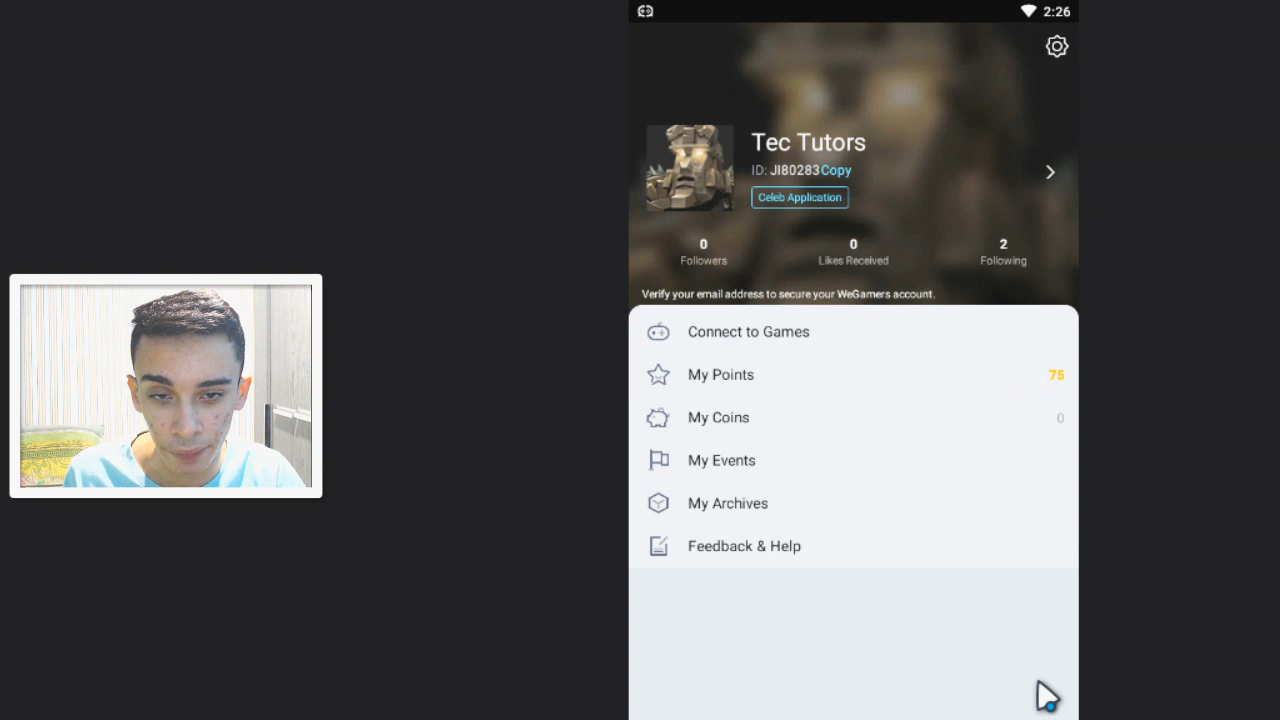 2:26
Tec Tutors
ID: JI80283Copy
Celeb Application
0 0 2
Followers Likes Received Following
Verify your email address to secure your WeGamers account.
Connect to Games
My Points 75
My Coins 0
My Events
My Archives
Feedback & Help